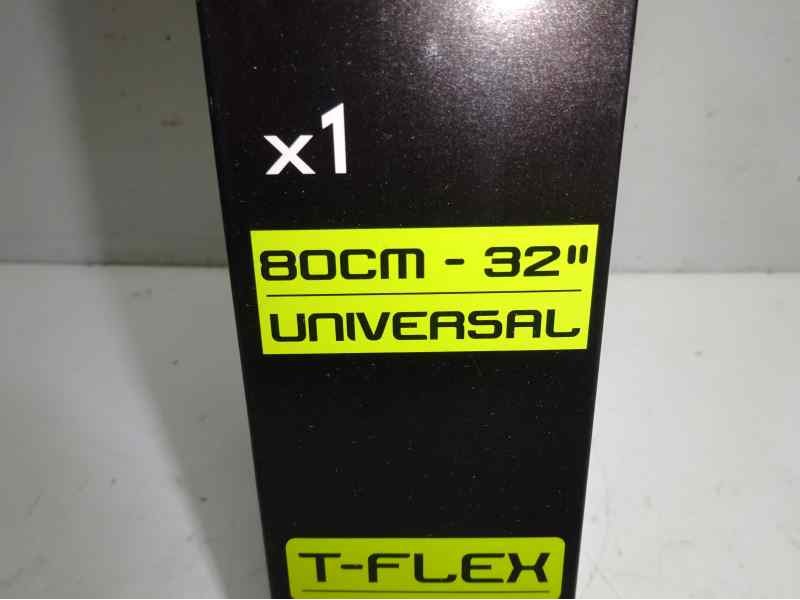 x1
80CM - 32"
UNIVERSAL
T-FLEX